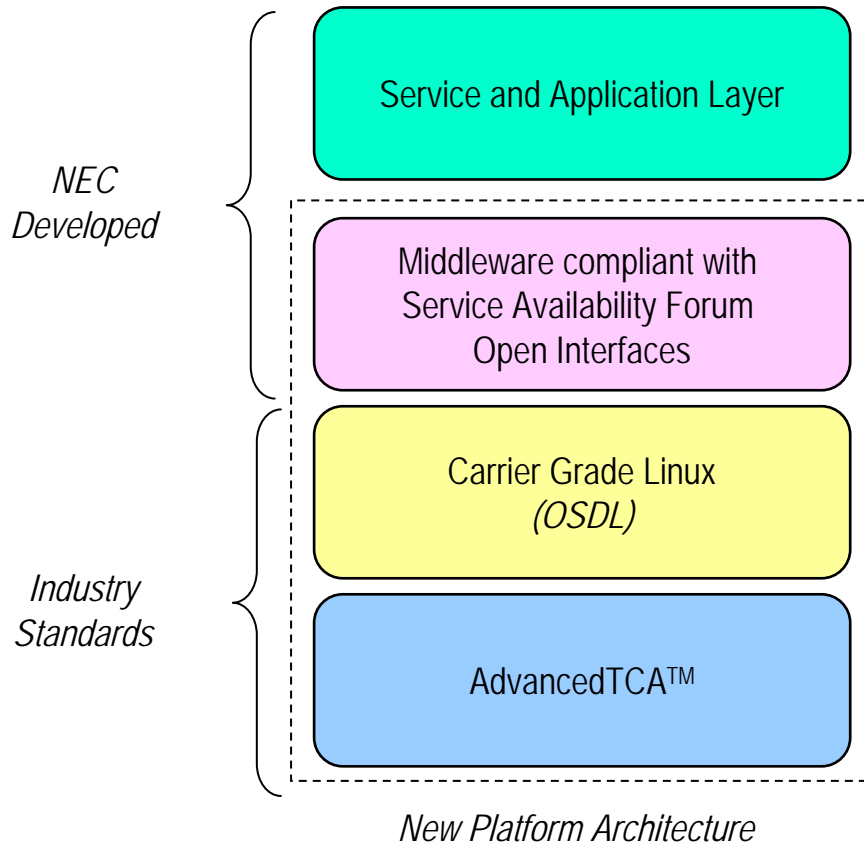 Service and Application Layer
NEC
Developed
Middleware compliant with
Service Availability Forum
Open Interfaces
Carrier Grade Linux
(OSDL)
Industry
Standards
AdvancedTCA™
New Platform Architecture